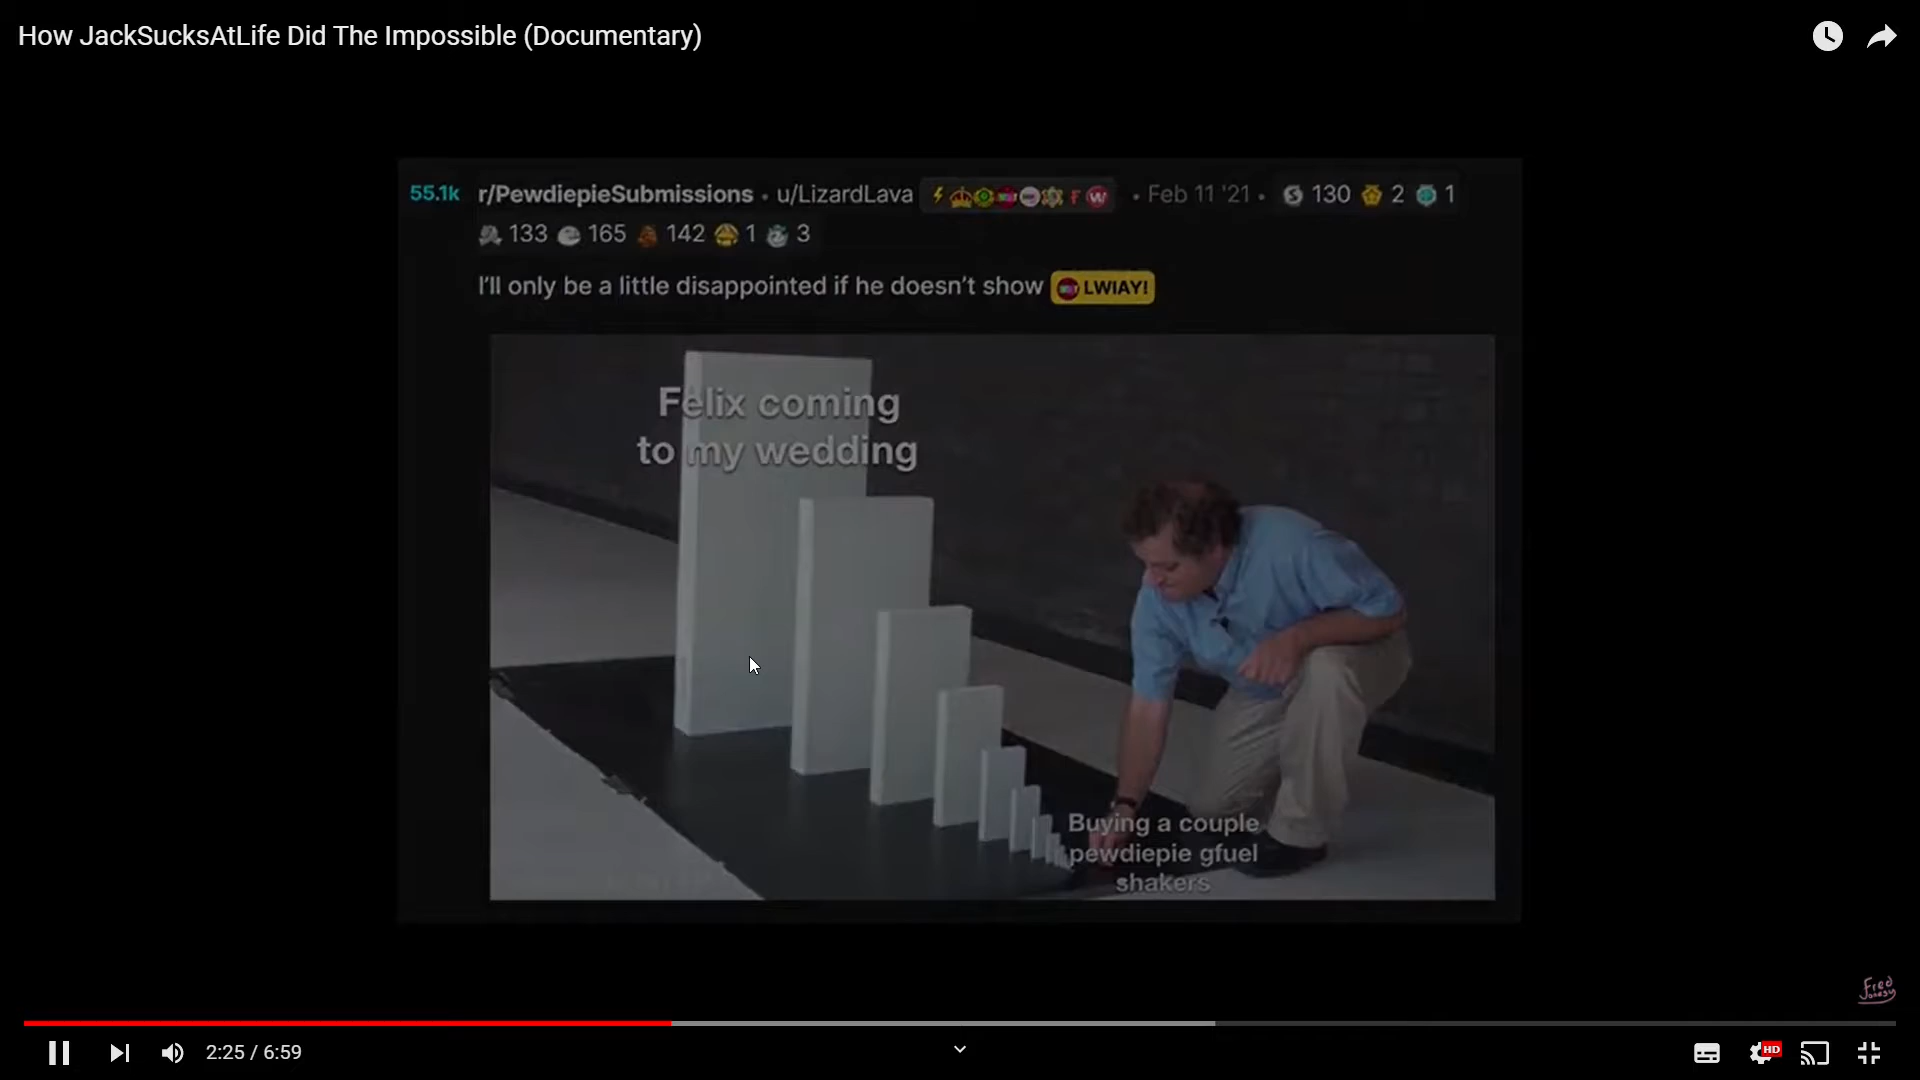 How JackSucksAtLife Did The Impossible (Documentary)
55.1k r/PewdiepieSubmissions • u/LizardLava • Feb 11 '21 • 130 2 1
133 165 142 1 3
I'll only be a little disappointed if he doesn't show LWIAY!
Felix coming
to my wedding
Buying a couple
pewdiepie gfuel
shakers
Fred
2:25 / 6:59
HD